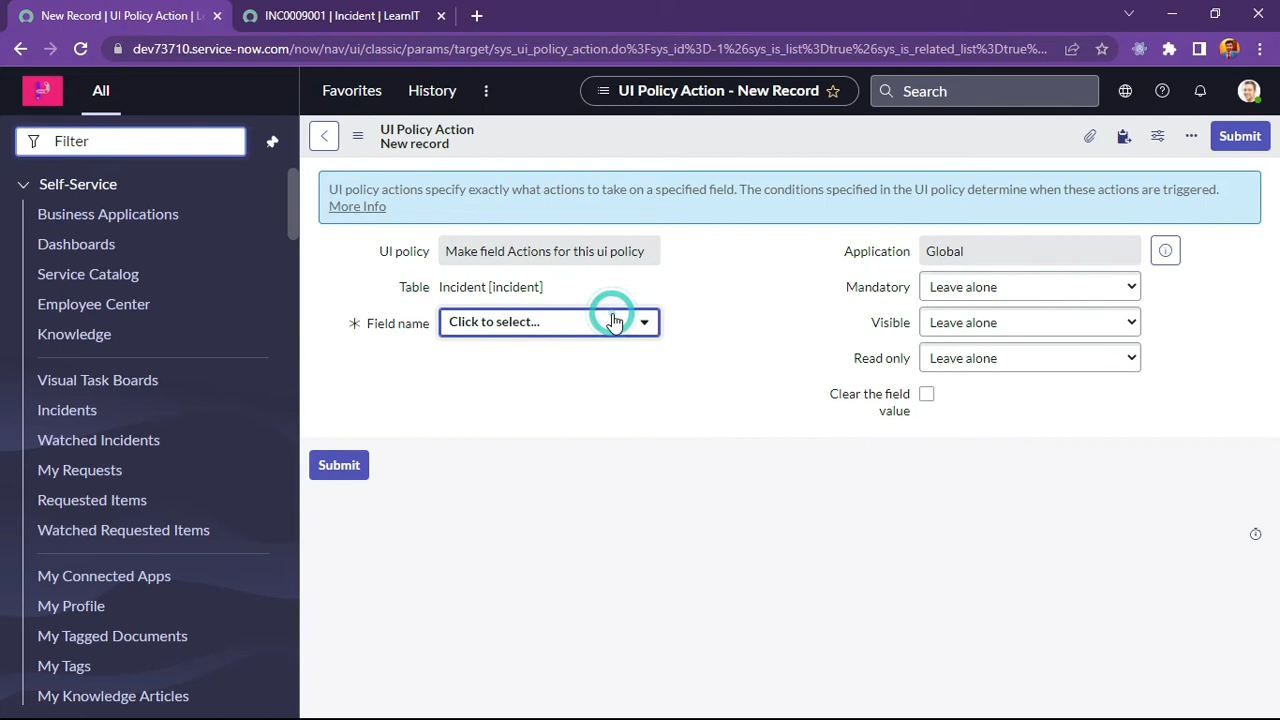 New Record | UI Policy Action | L
INC0009001 | Incident | LearnIT
dev73710.service-now.com/now/nav/ui/classic/params/target/sys_ui_policy_action.do%3Fsys_id%3D-1%26sys_is_list%3Dtrue%26sys_is_related_list%3Dtrue%...
All
Favorites
History
UI Policy Action - New Record
Search
Filter
UI Policy Action
New record
Submit
Self-Service
Business Applications
Dashboards
Service Catalog
Employee Center
Knowledge
Visual Task Boards
Incidents
Watched Incidents
My Requests
Requested Items
Watched Requested Items
My Connected Apps
My Profile
My Tagged Documents
My Tags
My Knowledge Articles
UI policy actions specify exactly what actions to take on a specified field. The conditions specified in the UI policy determine when these actions are triggered.
More Info
UI policy
Make field Actions for this ui policy
Application
Global
Table
Incident [incident]
Mandatory
Leave alone
Field name
Click to select...
Visible
Leave alone
Read only
Leave alone
Clear the field
value
Submit